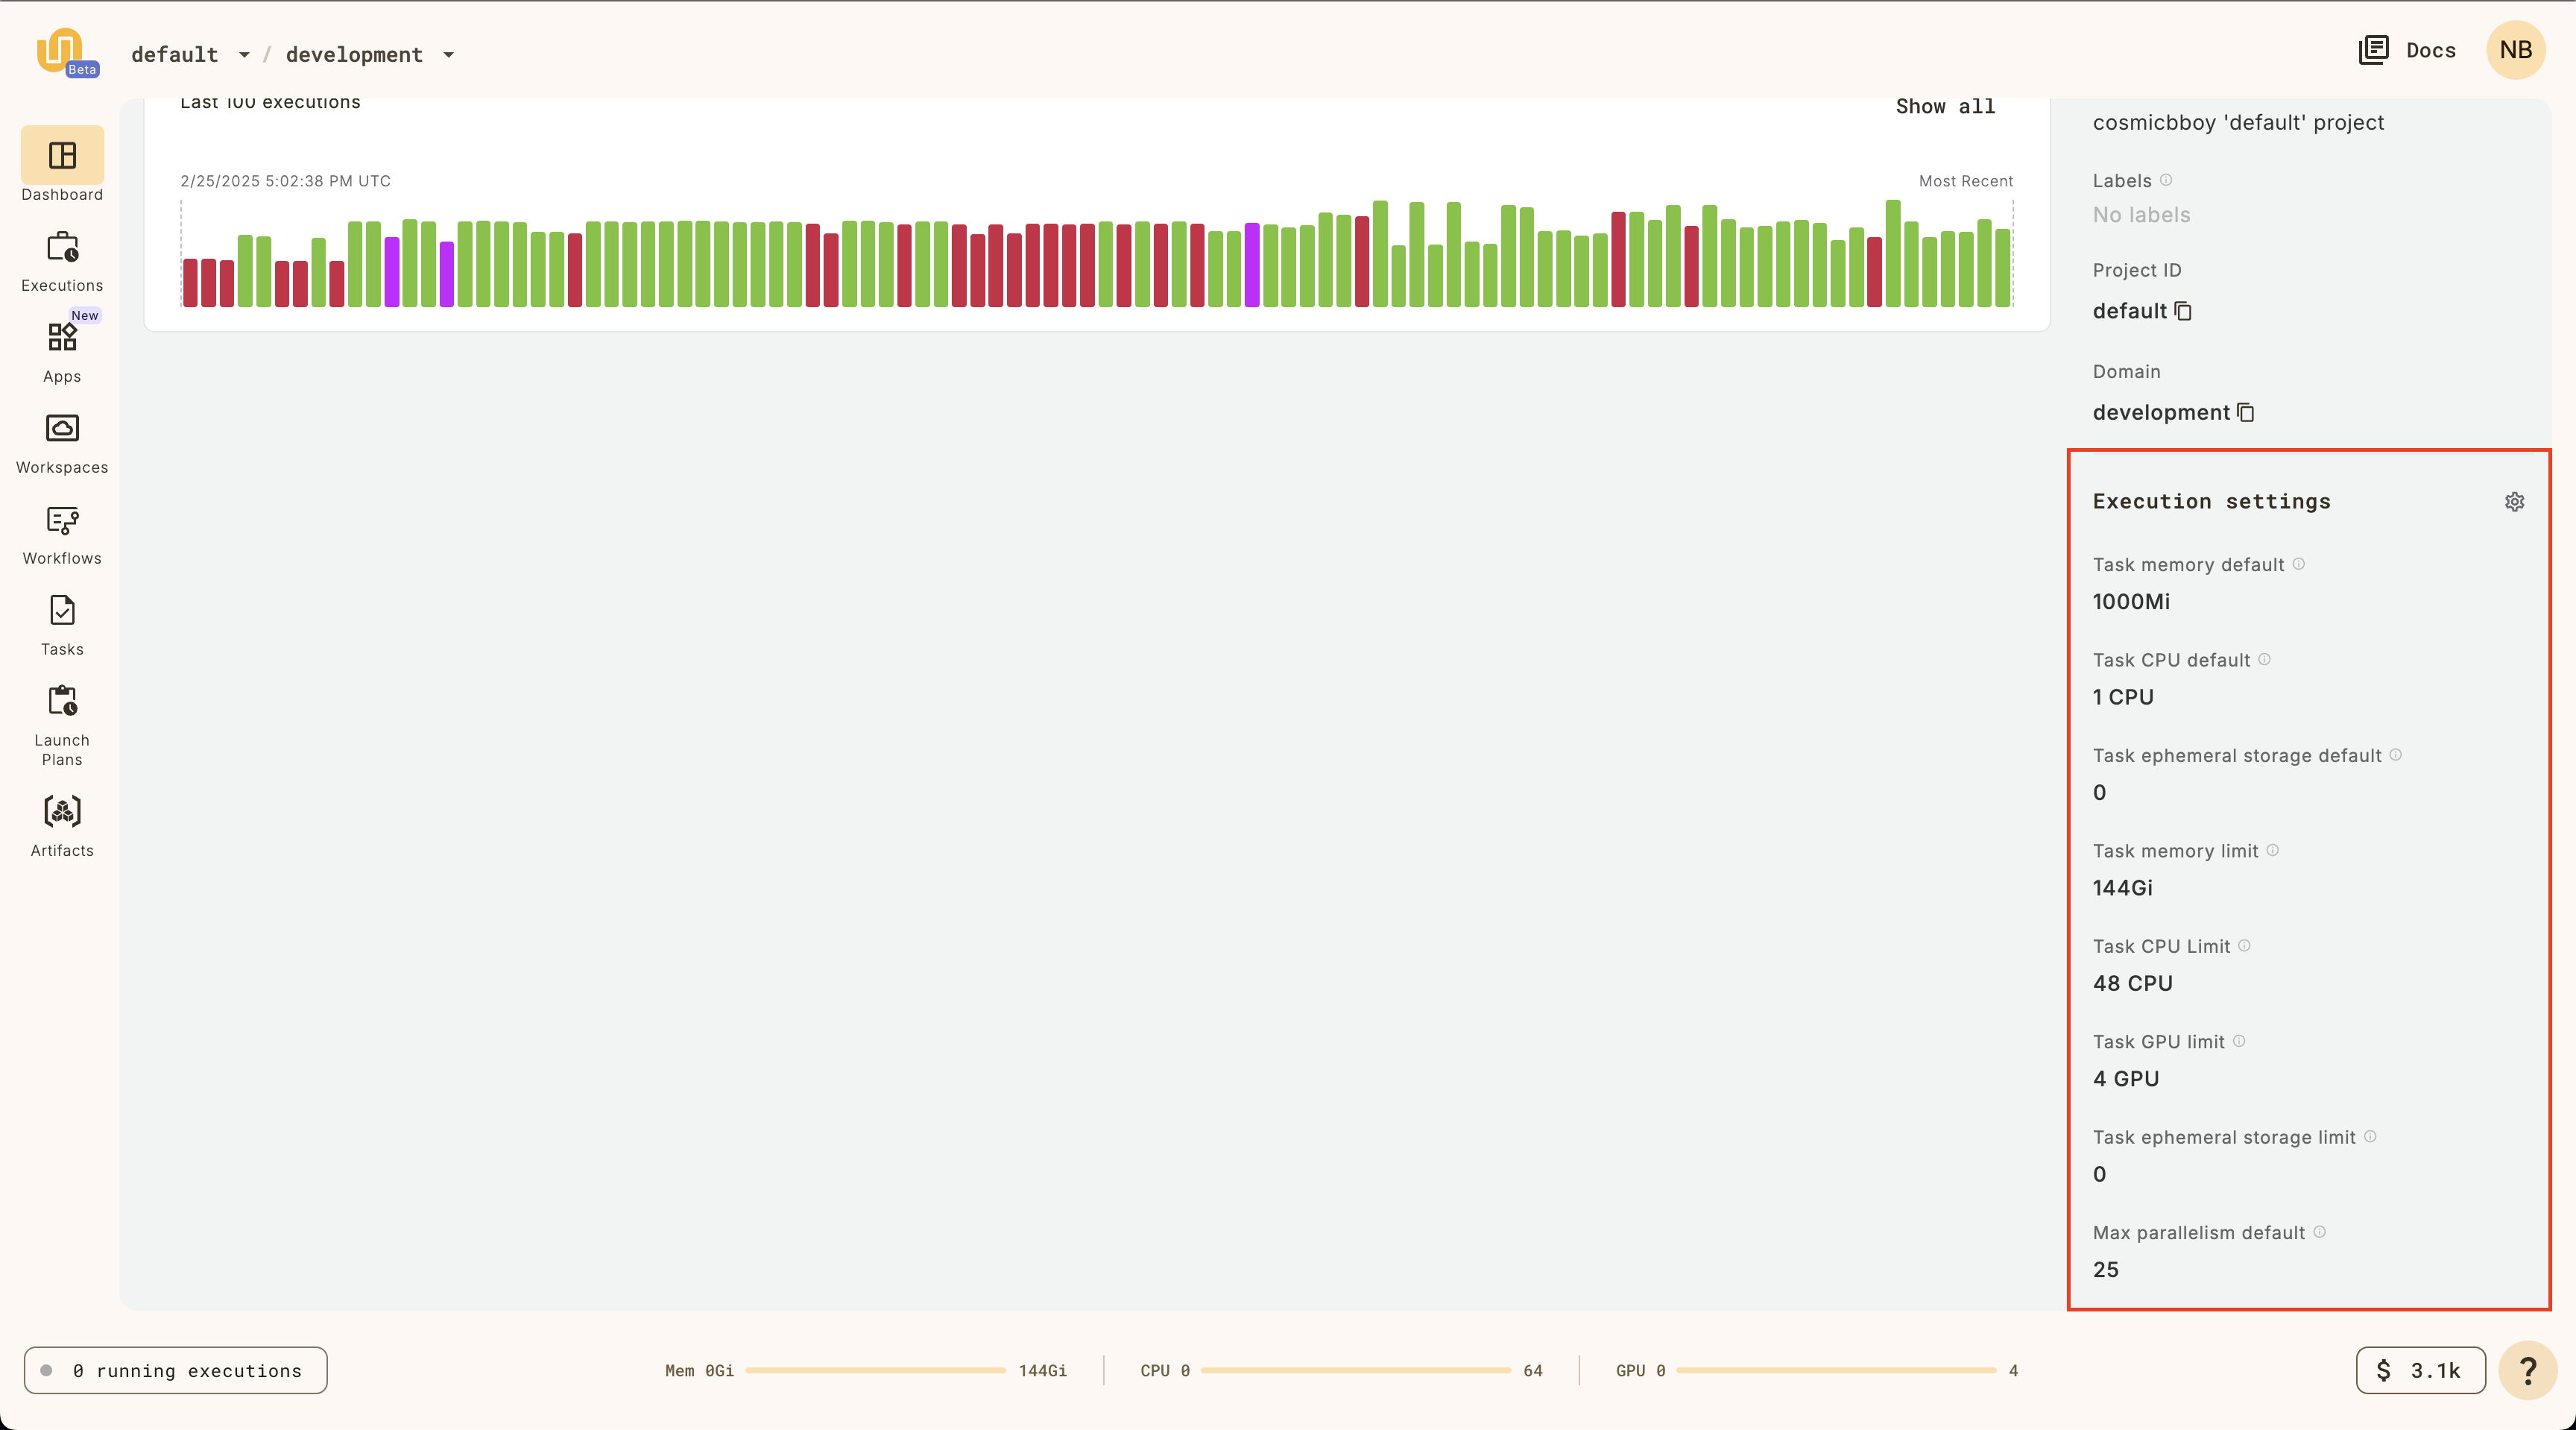 Beta
default / development
Docs
NB
Dashboard
Executions
New
Apps
Workspaces
Workflows
Tasks
Launch
Plans
Artifacts
Last 100 executions
Show all
2/25/2025 5:02:38 PM UTC
Most Recent
cosmicbboy 'default' project
Labels
No labels
Project ID
default
Domain
development
Execution settings
Task memory default
1000Mi
Task CPU default
1 CPU
Task ephemeral storage default
0
Task memory limit
144Gi
Task CPU Limit
48 CPU
Task GPU limit
4 GPU
Task ephemeral storage limit
0
Max parallelism default
25
0 running executions
Mem 0Gi 144Gi
CPU 0 64
GPU 0 4
$ 3.1k
?